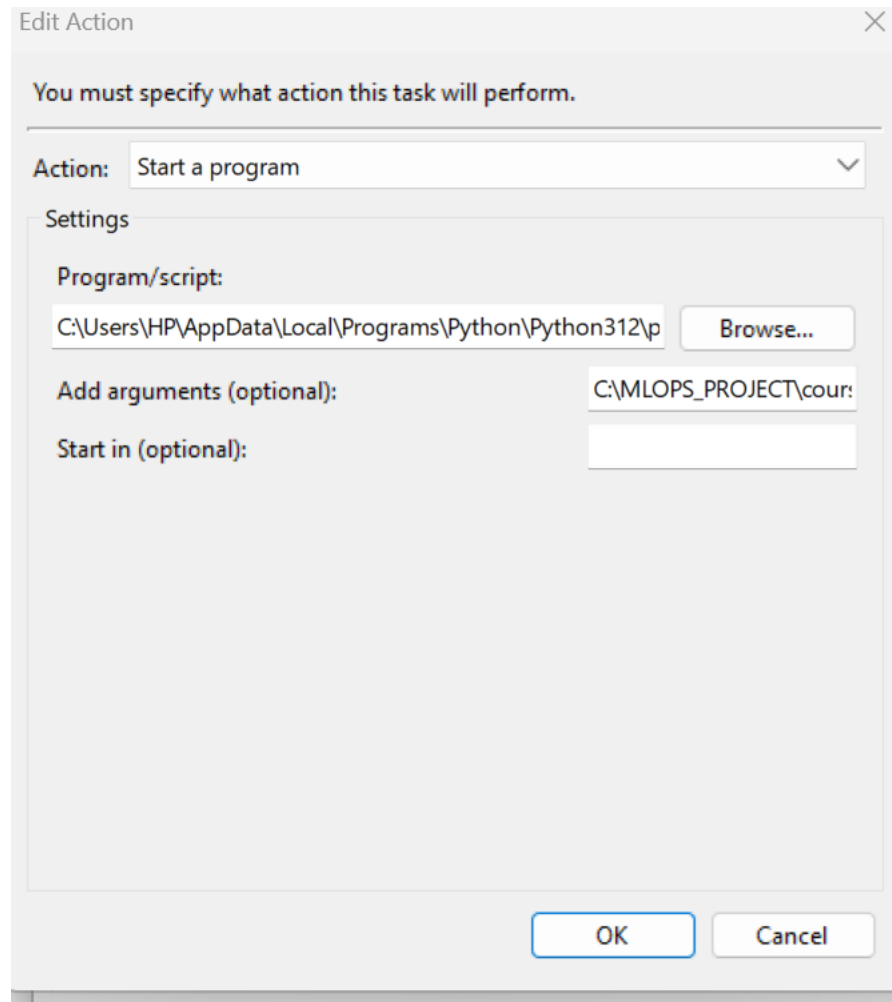 Edit Action
You must specify what action this task will perform.
Action: Start a program
Settings
Program/script:
C:\Users\HP\AppData\Local\Programs\Python\Python312\p Browse...
Add arguments (optional): C:\MLOPS_PROJECT\cour
Start in (optional):
OK Cancel